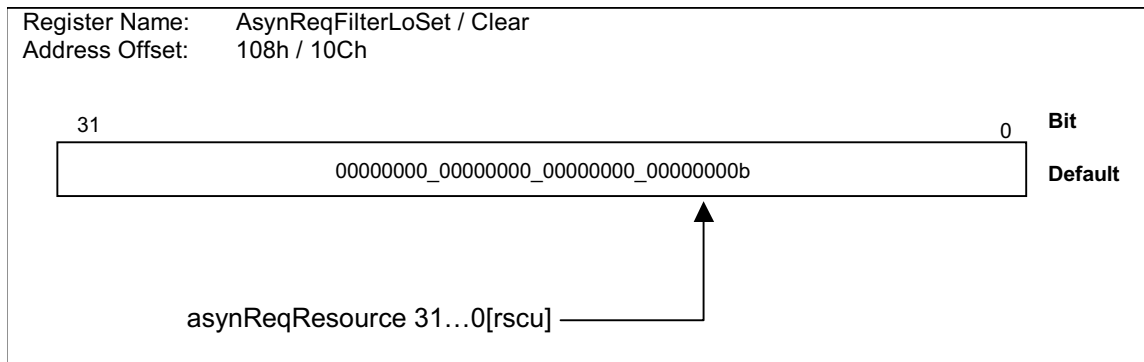 Register Name: AsynReqFilterLoSet / Clear
Address Offset: 108h / 10Ch
31 0 Bit
00000000_00000000_00000000_00000000b Default
asynReqResource 31…0[rscu]